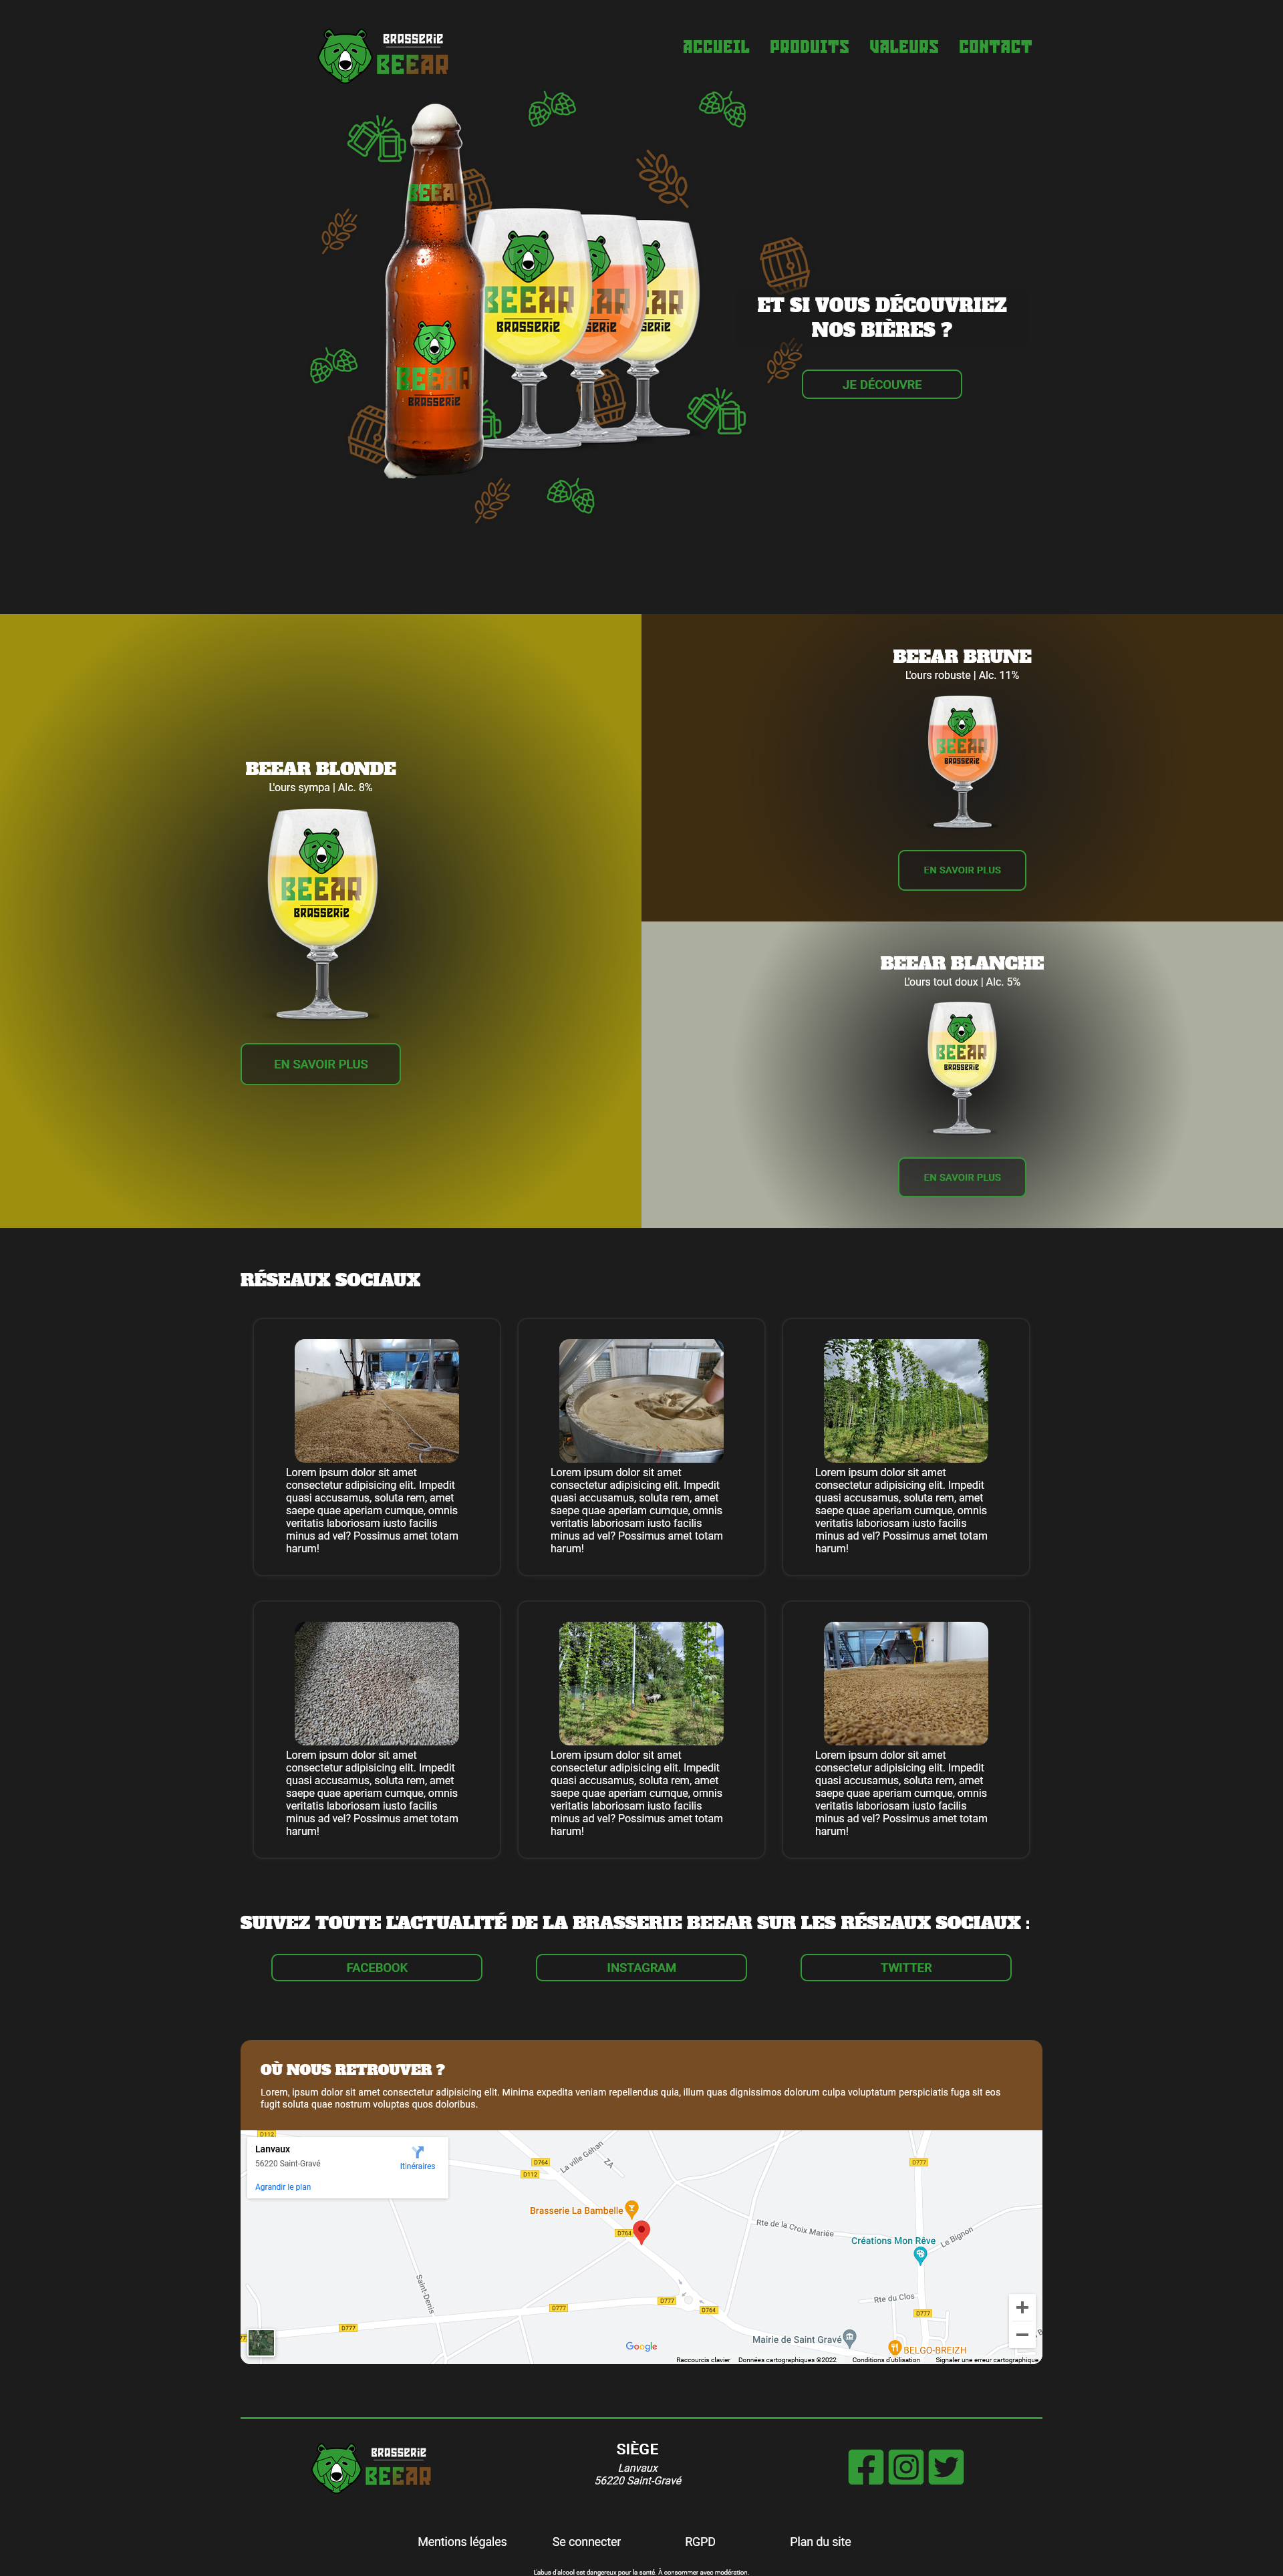 BRASSERIE
BEEAR
ACCUEIL PRODUITS VALEURS CONTACT
BEEAR
BEEAR
BRASSERIE
BEEAR
BRASSERIE
ET SI VOUS DÉCOUVRIEZ
NOS BIÈRES ?
JE DÉCOUVRE
BEEAR BLONDE
L'ours sympa | Alc. 8%
BEEAR
BRASSERIE
EN SAVOIR PLUS
BEEAR BRUNE
L'ours robuste | Alc. 11%
BEEAR
BRASSERIE
EN SAVOIR PLUS
BEEAR BLANCHE
L'ours tout doux | Alc. 5%
BEEAR
BRASSERIE
EN SAVOIR PLUS
RÉSEAUX SOCIAUX
Lorem ipsum dolor sit amet
consectetur adipisicing elit. Impedit
quasi accusamus, soluta rem, amet
saepe quae aperiam cumque, omnis
veritatis laboriosam iusto facilis
minus ad vel? Possimus amet totam
harum!
Lorem ipsum dolor sit amet
consectetur adipisicing elit. Impedit
quasi accusamus, soluta rem, amet
saepe quae aperiam cumque, omnis
veritatis laboriosam iusto facilis
minus ad vel? Possimus amet totam
harum!
Lorem ipsum dolor sit amet
consectetur adipisicing elit. Impedit
quasi accusamus, soluta rem, amet
saepe quae aperiam cumque, omnis
veritatis laboriosam iusto facilis
minus ad vel? Possimus amet totam
harum!
Lorem ipsum dolor sit amet
consectetur adipisicing elit. Impedit
quasi accusamus, soluta rem, amet
saepe quae aperiam cumque, omnis
veritatis laboriosam iusto facilis
minus ad vel? Possimus amet totam
harum!
Lorem ipsum dolor sit amet
consectetur adipisicing elit. Impedit
quasi accusamus, soluta rem, amet
saepe quae aperiam cumque, omnis
veritatis laboriosam iusto facilis
minus ad vel? Possimus amet totam
harum!
Lorem ipsum dolor sit amet
consectetur adipisicing elit. Impedit
quasi accusamus, soluta rem, amet
saepe quae aperiam cumque, omnis
veritatis laboriosam iusto facilis
minus ad vel? Possimus amet totam
harum!
SUIVEZ TOUTE L'ACTUALITÉ DE LA BRASSERIE BEEAR SUR LES RÉSEAUX SOCIAUX :
FACEBOOK
INSTAGRAM
TWITTER
OÙ NOUS RETROUVER ?
Lorem, ipsum dolor sit amet consectetur adipisicing elit. Minima expedita veniam repellendus quia, illum quas dignissimos dolorum culpa voluptatum perspiciatis fuga sit eos
fugit soluta quae nostrum voluptas quos doloribus.
D112
Lanvaux
56220 Saint-Gravé
Itinéraires
Agrandir le plan
D764
D112
La ville Géhan
ZA
D777
Brasserie La Bambelle
D764
Rte de la Croix Mariée
Créations Mon Rêve
Le Bignon
Saint-Denis
D777
D777
D764
Rte du Clos
D777
D777
Mairie de Saint Gravé
BELGO-BREIZH
Google
Raccourcis clavier
Données cartographiques ©2022
Conditions d'utilisation
Signaler une erreur cartographique
BRASSERIE
BEEAR
SIÈGE
Lanvaux
56220 Saint-Gravé
Mentions légales
Se connecter
RGPD
Plan du site
L'abus d'alcool est dangereux pour la santé. À consommer avec modération.